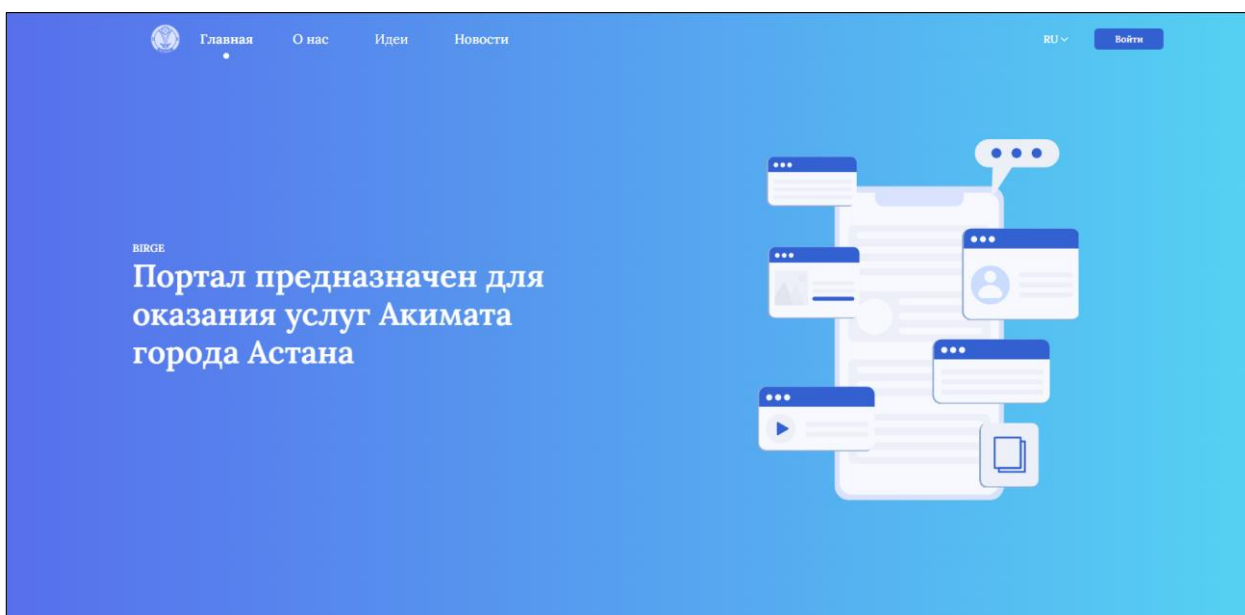 Главная
О нас
Идеи
Новости
RU
Войти
BIRGE
Портал предназначен для
оказания услуг Акимата
города Астана